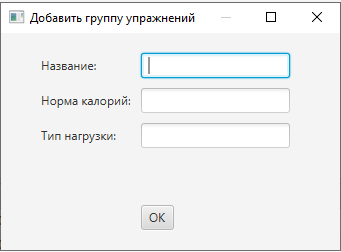 Добавить группу упражнений
Название:
Норма калорий:
Тип нагрузки:
OK